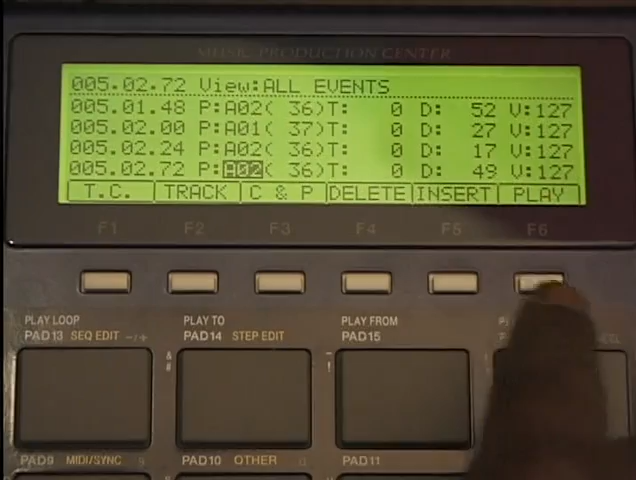 MUSIC PRODUCTION CENTER
005.02.72 View:ALL EVENTS
005.01.48 P:A02( 36)T: 0 D: 52 V:127
005.02.00 P:A01( 37)T: 0 D: 27 V:127
005.02.24 P:A02( 36)T: 0 D: 17 V:127
005.02.72 P:A02( 36)T: 0 D: 49 V:127
T.C. TRACK C & P DELETE INSERT PLAY
F1 F2 F3 F4 F5 F6
PLAY LOOP PLAY TO PLAY FROM
PAD13 SEQ EDIT -/+ PAD14 STEP EDIT PAD15
& # - !
PAD9 MIDI/SYNC PAD10 OTHER PAD11